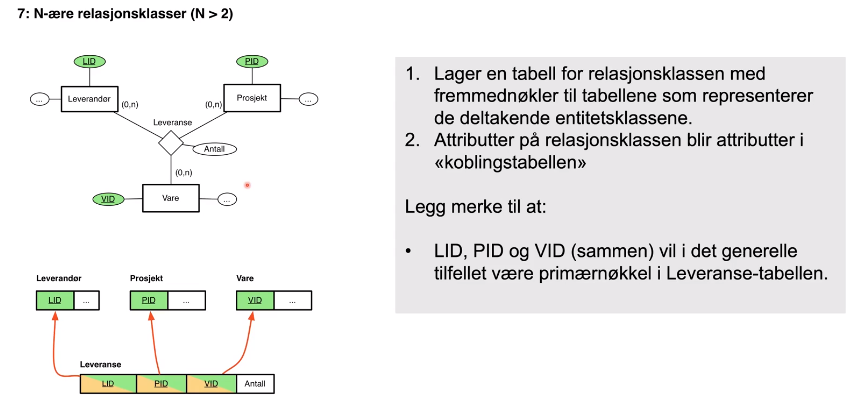 7: N-ære relasjonsklasser (N > 2)
LID
PID
...
Leverandør
(0,n)
(0,n)
Prosjekt
...
Leveranse
Antall
(0,n)
VID
Vare
...
1. Lager en tabell for relasjonsklassen med
fremmednøkler til tabellene som representerer
de deltakende entitetsklassene.
2. Attributter på relasjonsklassen blir attributter i
«koblingstabellen»
Legg merke til at:
• LID, PID og VID (sammen) vil i det generelle
tilfellet være primærnøkkel i Leveranse-tabellen.
Leverandør
Prosjekt
Vare
LID ...
PID ...
VID ...
Leveranse
LID PID VID Antall